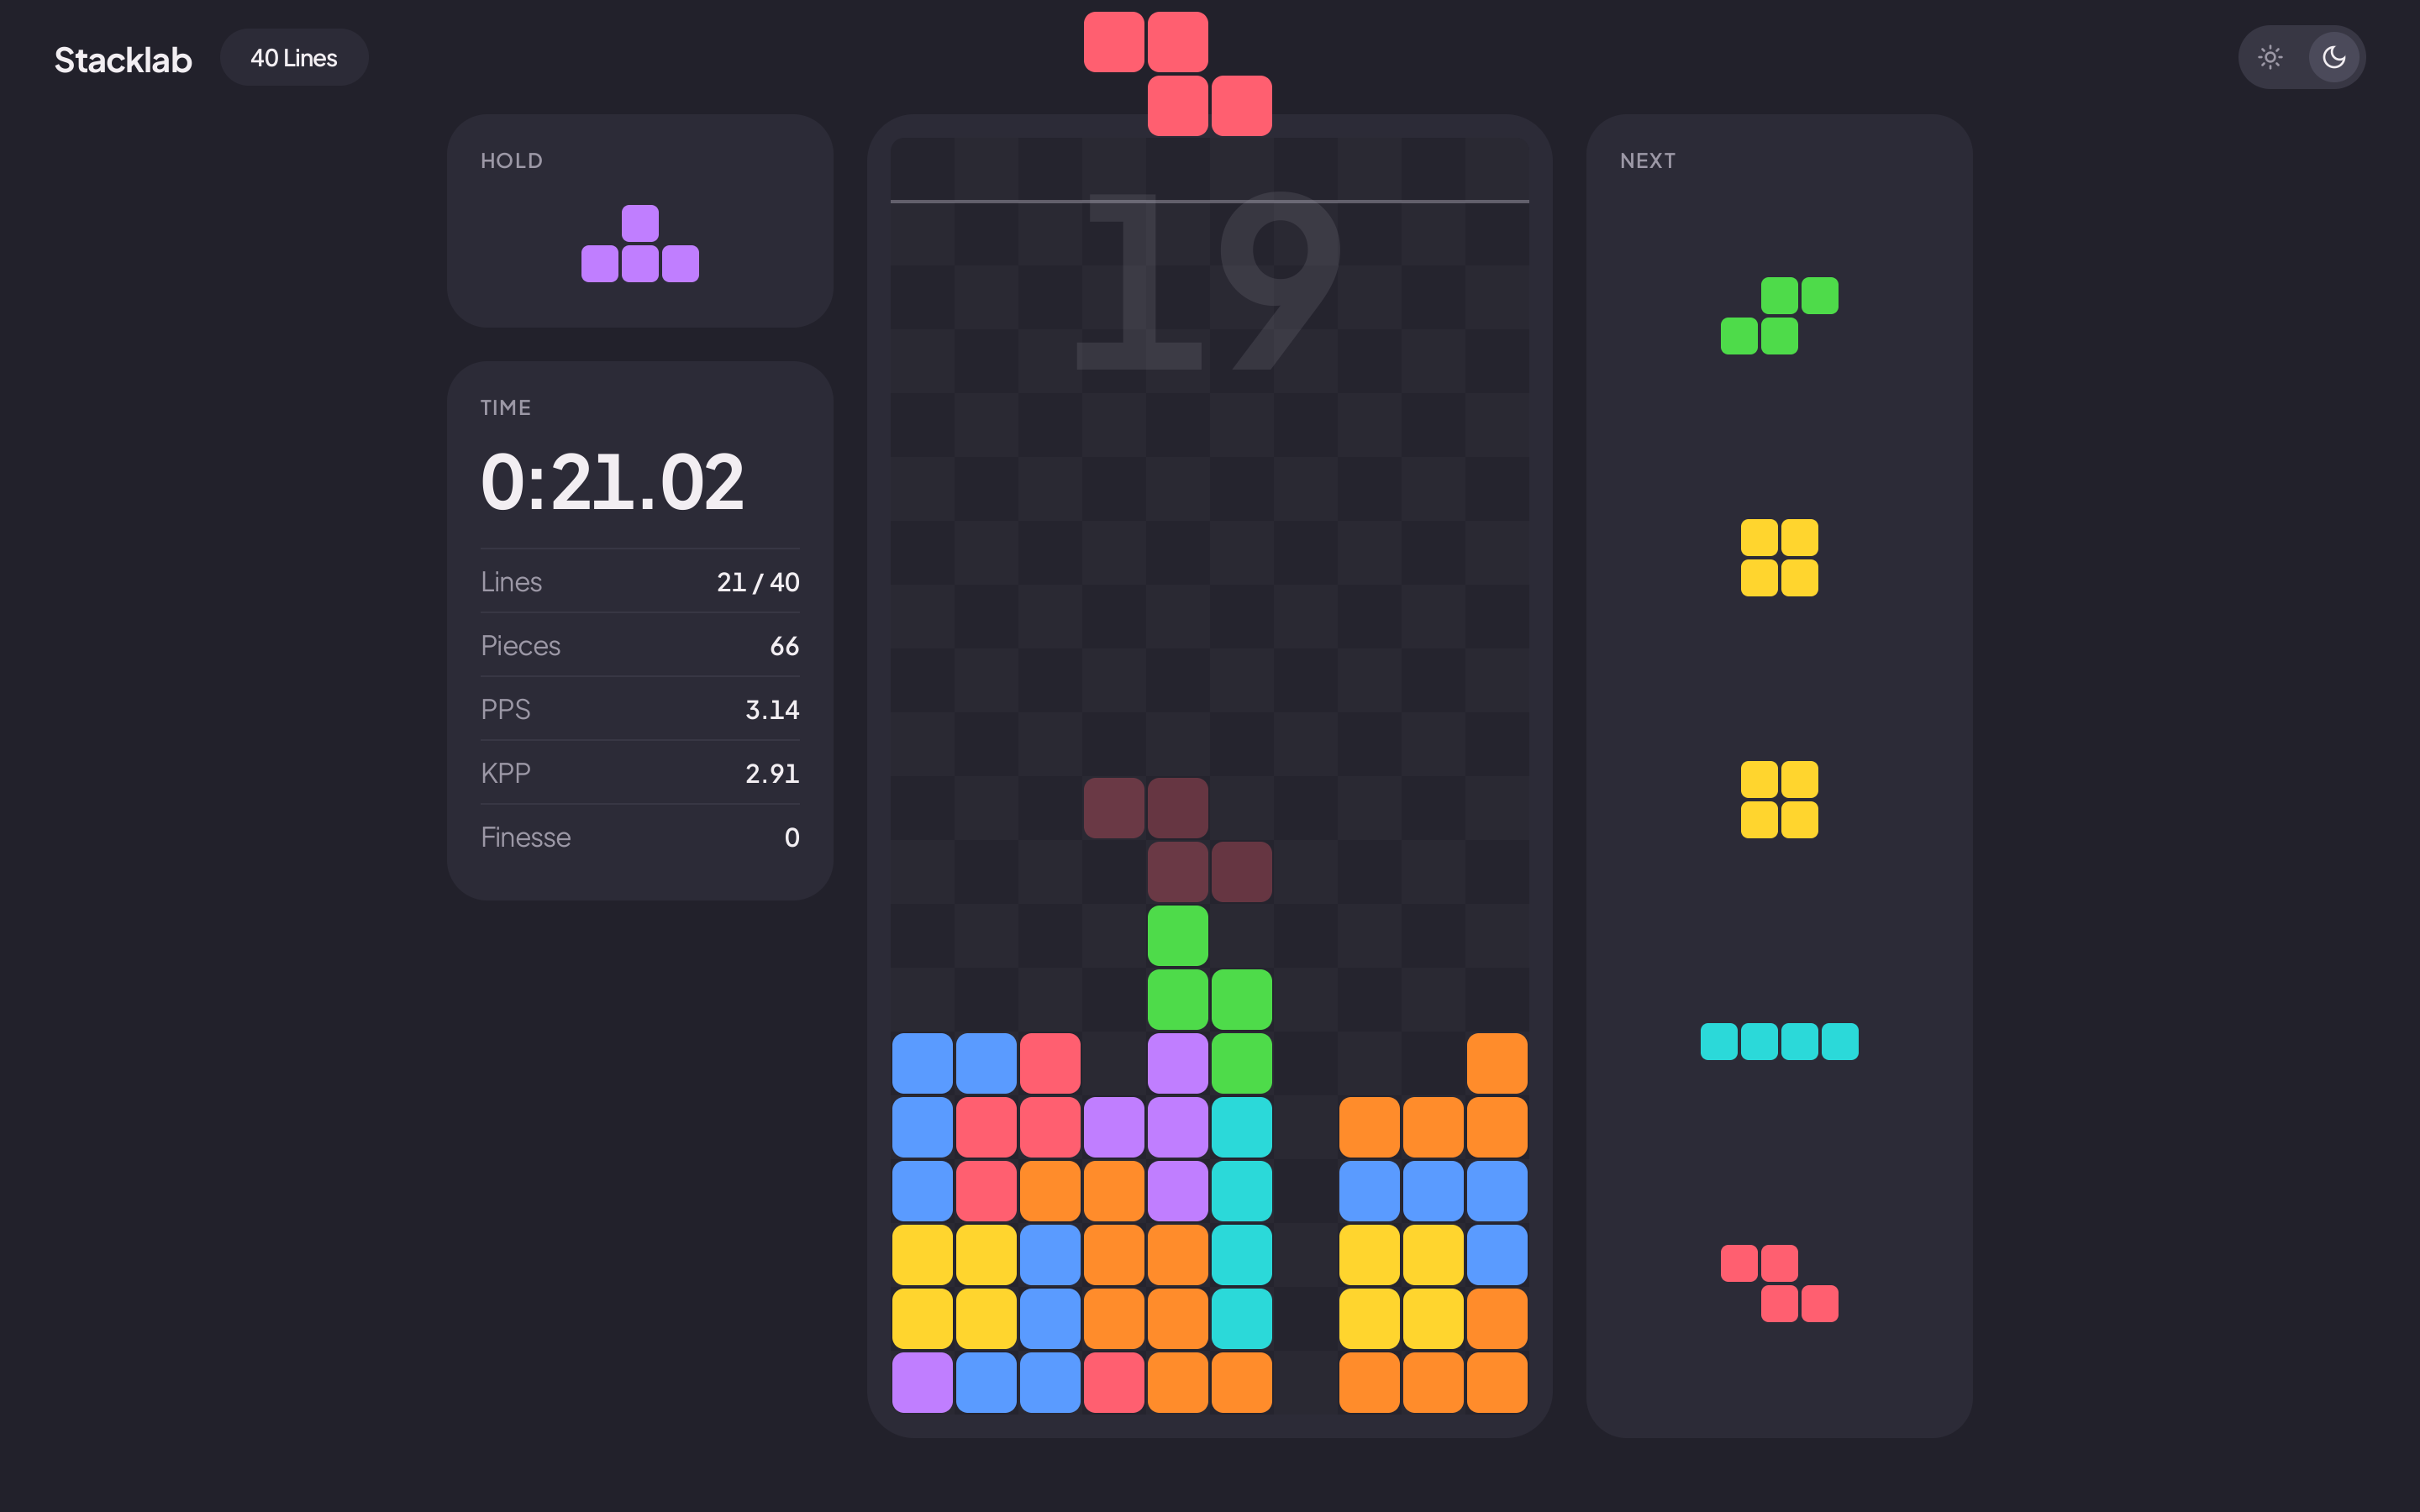 Stacklab
40 Lines
HOLD
TIME
0:21.02
Lines 21 / 40
Pieces 66
PPS 3.14
KPP 2.91
Finesse 0
19
NEXT